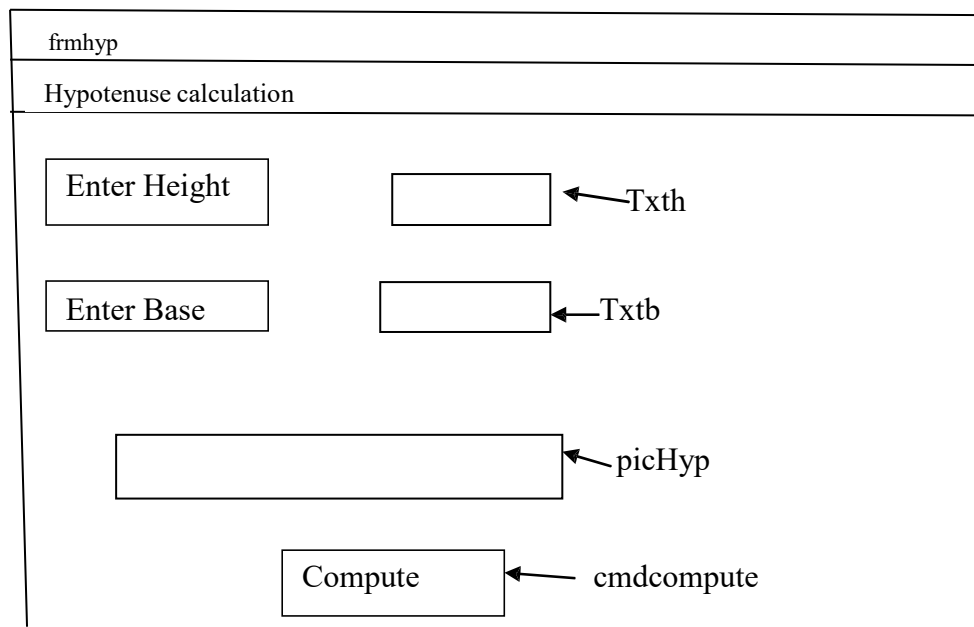 frmhyp
Hypotenuse calculation
Enter Height
Txth
Enter Base
Txtb
picHyp
Compute
cmdcompute